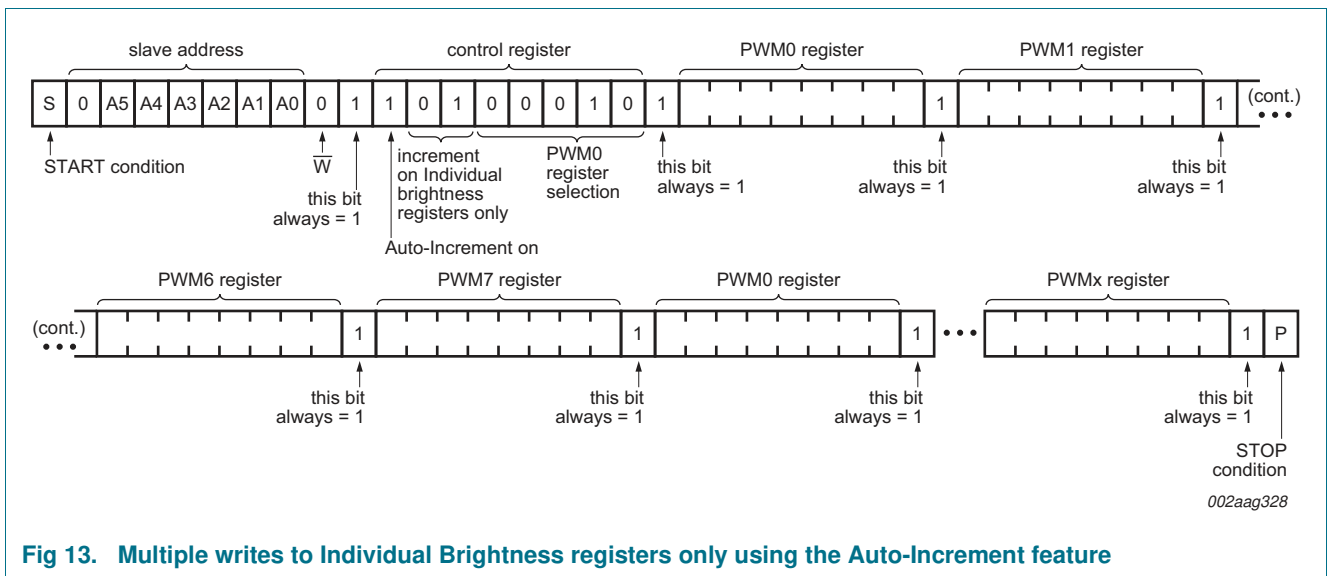 slave address control register PWM0 register PWM1 register
S 0 A5 A4 A3 A2 A1 A0 0 1 1 0 1 0 0 0 1 0 1 1 1 (cont.)
START condition
W
this bit
always = 1
Auto-Increment on
increment
on Individual
brightness
registers only
PWM0
register
selection
this bit
always = 1
this bit
always = 1
this bit
always = 1
PWM6 register PWM7 register PWM0 register PWMx register
(cont.) 1 1 1 1 P
this bit
always = 1
this bit
always = 1
this bit
always = 1
this bit
always = 1
STOP
condition
002aag328
Fig 13. Multiple writes to Individual Brightness registers only using the Auto-Increment feature